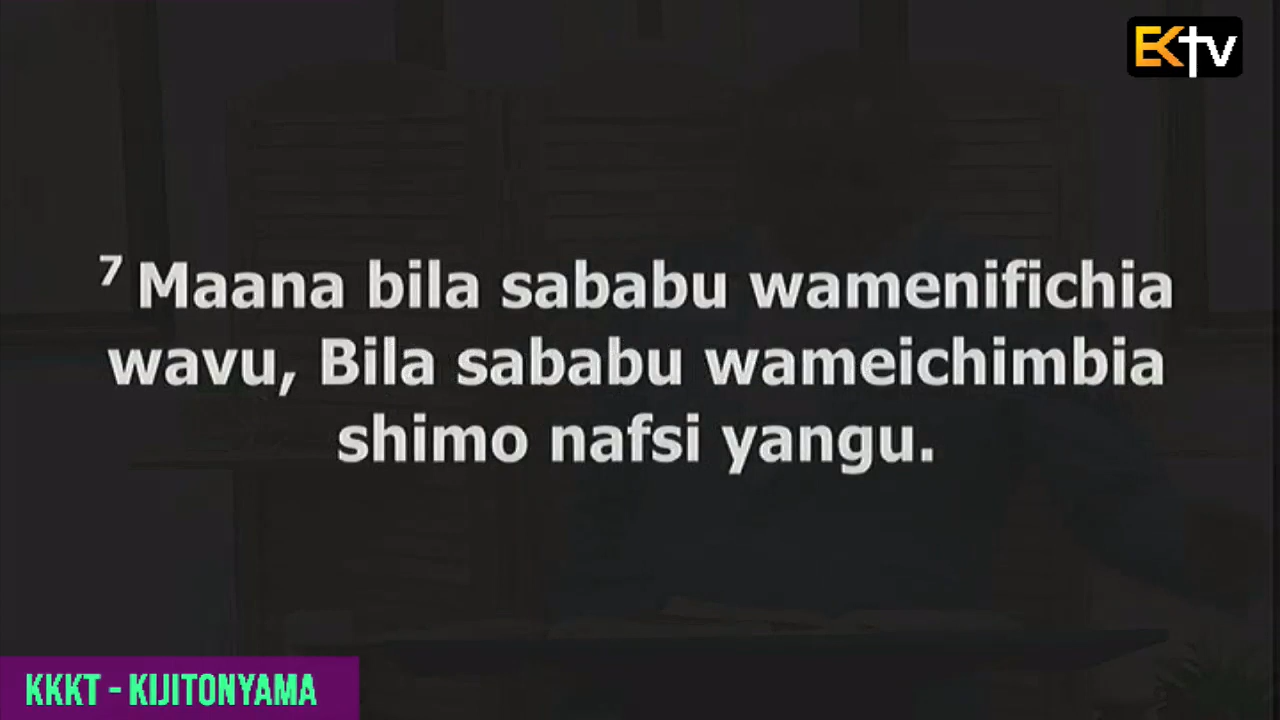 EKTV
7 Maana bila sababu wamenifichia
wavu, Bila sababu wameichimbia
shimo nafsi yangu.
KKKT - KIJITONYAMA